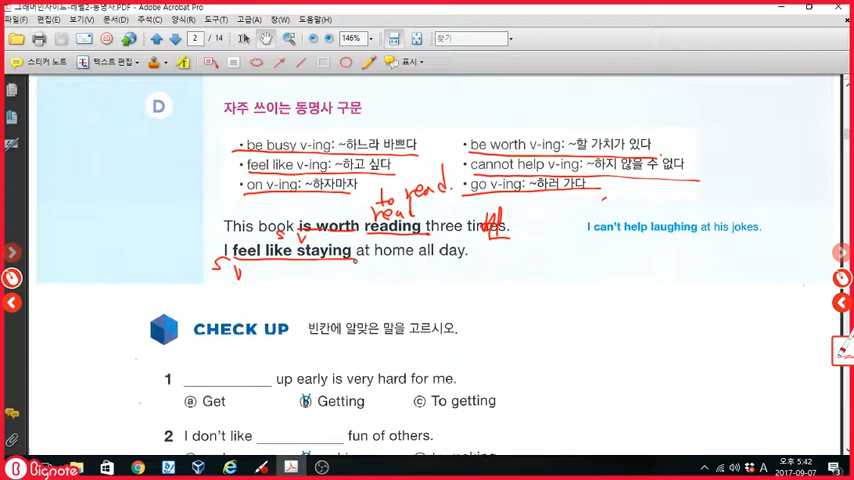 그래머인사이트-레벨2-동명사.PDF - Adobe Acrobat Pro
파일(F) 편집(E) 보기(V) 문서(D) 주석(C) 양식(R) 도구(T) 고급(A) 창(W) 도움말(H)
2 / 14 146% 찾기
스티커 노트 텍스트 편집 표시
D 자주 쓰이는 동명사 구문
• be busy v-ing: ~하느라 바쁘다 • be worth v-ing: ~할 가치가 있다
• feel like v-ing: ~하고 싶다 • cannot help v-ing: ~하지 않을 수 없다
• on v-ing: ~하자마자 • go v-ing: ~하러 가다
to read.
read
This book is worth reading three times. I can't help laughing at his jokes.
S V
I feel like staying at home all day.
S V
CHECK UP 빈칸에 알맞은 말을 고르시오.
1 ____________ up early is very hard for me.
ⓐ Get ⓑ Getting ⓒ To getting
2 I don't like ____________ fun of others.
Bignote
A 오후 5:42
2017-09-07